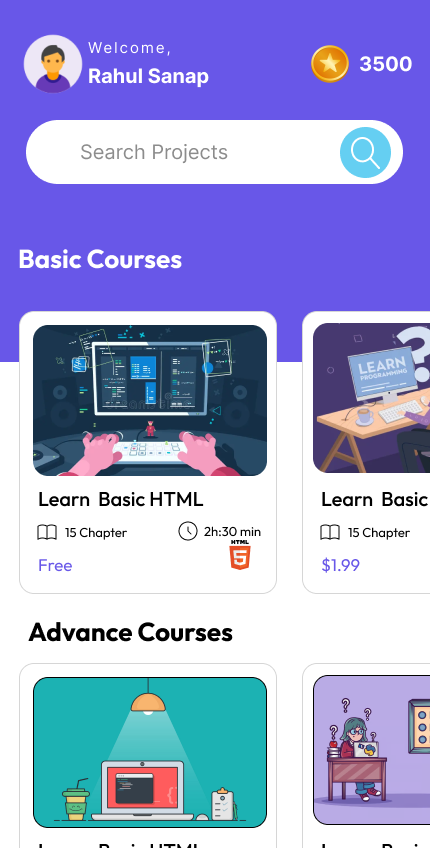 Welcome,
Rahul Sanap
3500
Search Projects
Basic Courses
LEARN
PROGRAMMING
Learn Basic HTML
Learn Basic
15 Chapter
2h:30 min
15 Chapter
HTML
5
Free
$1.99
Advance Courses